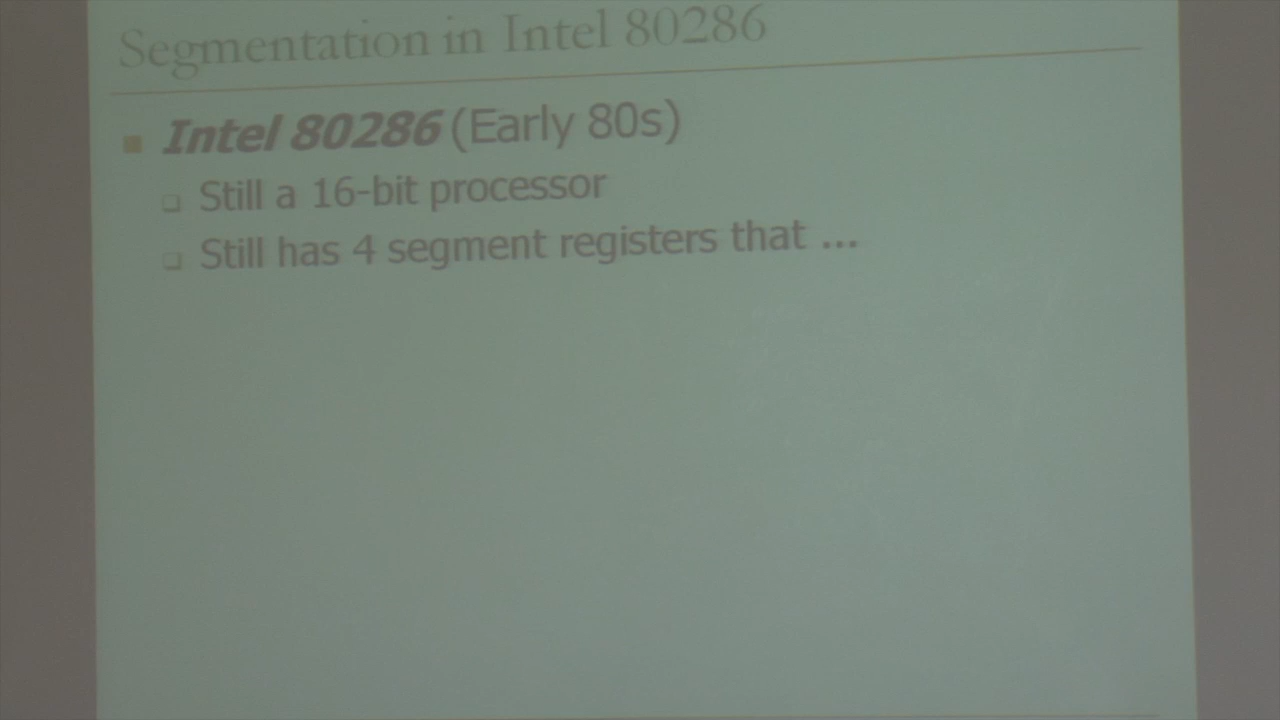 Segmentation in Intel 80286
Intel 80286 (Early 80s)
Still a 16-bit processor
Still has 4 segment registers that ...